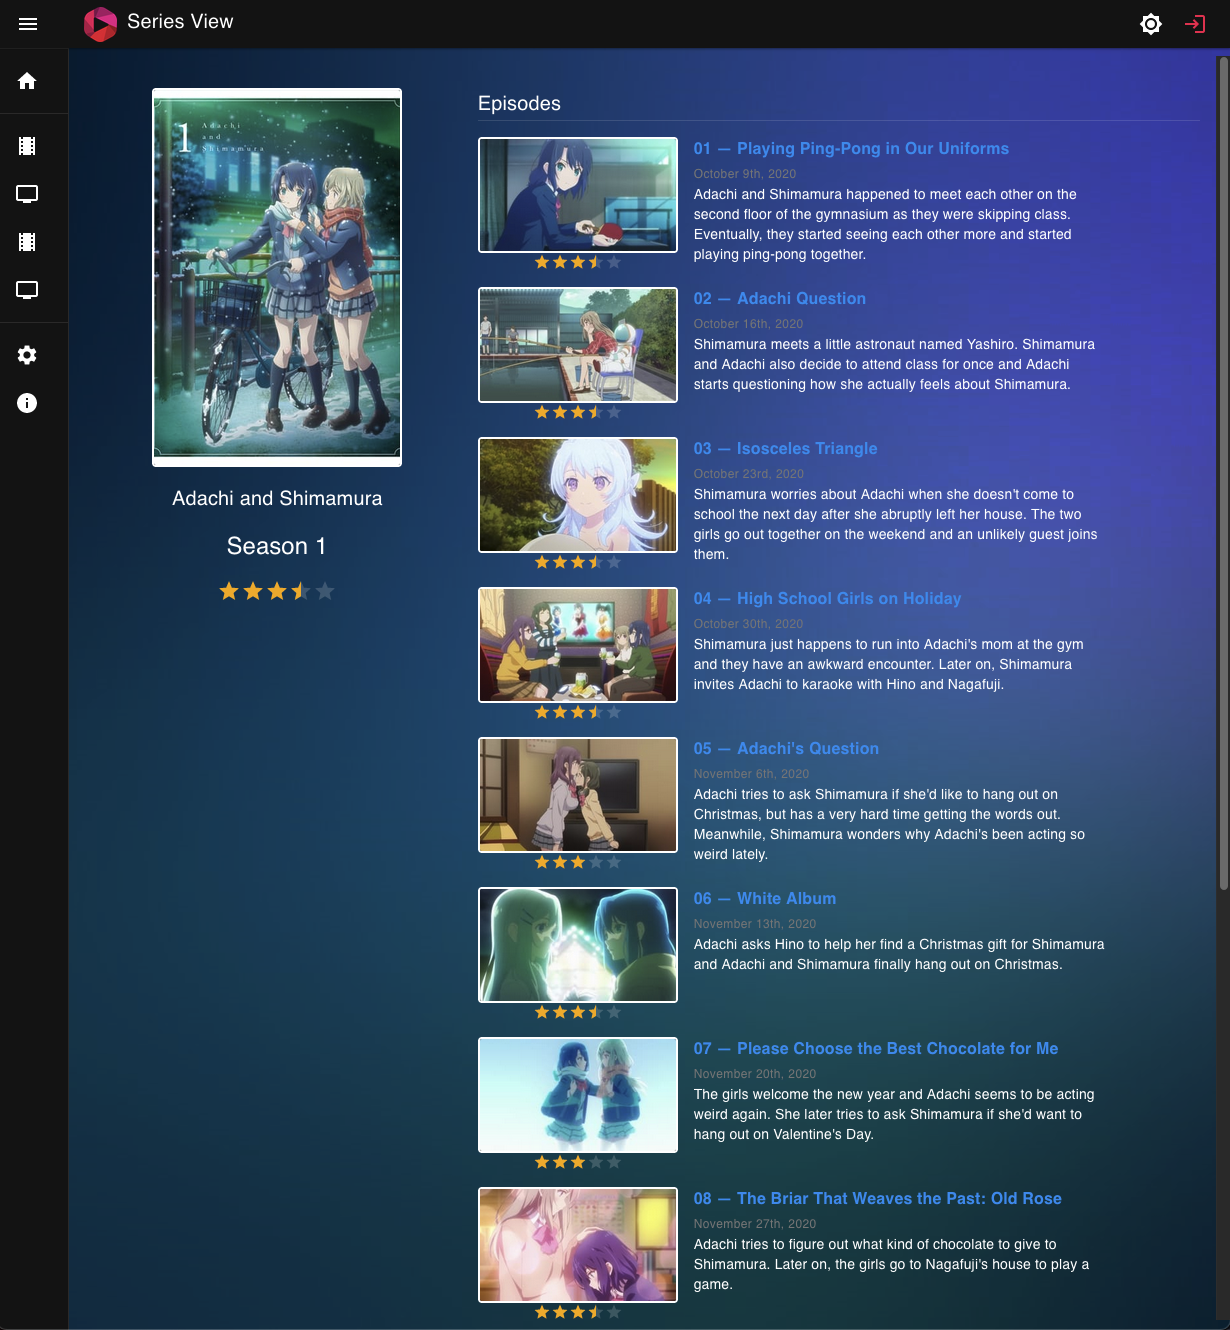 Series View
1
Adachi
and
Shimamura
Adachi and Shimamura
Season 1
Episodes
01 — Playing Ping-Pong in Our Uniforms
October 9th, 2020
Adachi and Shimamura happened to meet each other on the
second floor of the gymnasium as they were skipping class.
Eventually, they started seeing each other more and started
playing ping-pong together.
02 — Adachi Question
October 16th, 2020
Shimamura meets a little astronaut named Yashiro. Shimamura
and Adachi also decide to attend class for once and Adachi
starts questioning how she actually feels about Shimamura.
03 — Isosceles Triangle
October 23rd, 2020
Shimamura worries about Adachi when she doesn't come to
school the next day after she abruptly left her house. The two
girls go out together on the weekend and an unlikely guest joins
them.
04 — High School Girls on Holiday
October 30th, 2020
Shimamura just happens to run into Adachi's mom at the gym
and they have an awkward encounter. Later on, Shimamura
invites Adachi to karaoke with Hino and Nagafuji.
05 — Adachi's Question
November 6th, 2020
Adachi tries to ask Shimamura if she'd like to hang out on
Christmas, but has a very hard time getting the words out.
Meanwhile, Shimamura wonders why Adachi's been acting so
weird lately.
06 — White Album
November 13th, 2020
Adachi asks Hino to help her find a Christmas gift for Shimamura
and Adachi and Shimamura finally hang out on Christmas.
07 — Please Choose the Best Chocolate for Me
November 20th, 2020
The girls welcome the new year and Adachi seems to be acting
weird again. She later tries to ask Shimamura if she'd want to
hang out on Valentine's Day.
08 — The Briar That Weaves the Past: Old Rose
November 27th, 2020
Adachi tries to figure out what kind of chocolate to give to
Shimamura. Later on, the girls go to Nagafuji's house to play a
game.